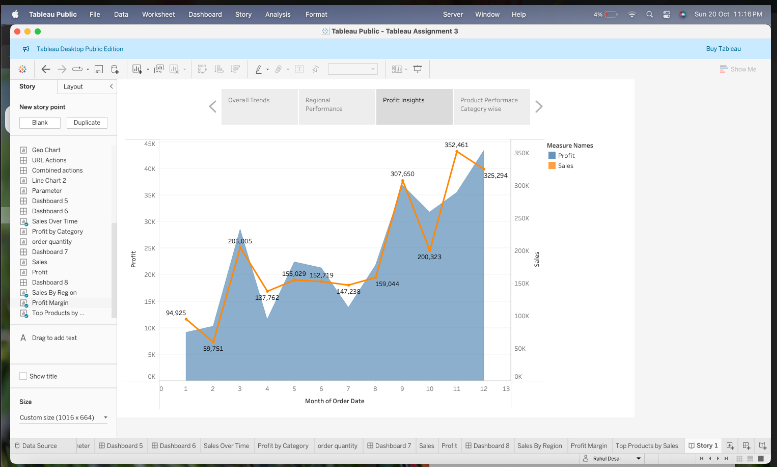 Tableau Public File Data Worksheet Dashboard Story Analysis Format Server Window Help 4% Sun 20 Oct 11:16 PM
Tableau Public - Tableau Assignment 3
Tableau Desktop Public Edition Buy Tableau
Show Me
Story Layout
New story point
Blank Duplicate
Geo Chart
URL Actions
Combined actions
Line Chart 2
Parameter
Dashboard 5
Dashboard 5
Sales Over Time
Profit by Category
order quantity
Dashboard 7
Sales
Profit
Dashboard 8
Sales By Region
Profit Margin
Top Products by ...
A Drag to add text
Show title
Size
Custom size (1016 x 664)
Overall Trends
Regional
Performance
Profit Insights
Product Performace
Category wise
Profit
45K
40K
35K
30K
25K
20K
15K
10K
5K
0K
94,925
59,751
203,005
137,762
155,029
152,719
147,238
159,044
307,650
200,323
352,461
325,294
350K
300K
250K
200K
150K
100K
50K
0K
Sales
0 1 2 3 4 5 6 7 8 9 10 11 12 13
Month of Order Date
Measure Names
Profit
Sales
Data Source neter Dashboard 5 Dashboard 6 Sales Over Time Profit by Category order quantity Dashboard 7 Sales Profit Dashboard 8 Sales By Region Profit Margin Top Products by Sales Story 1
Rahul Desai